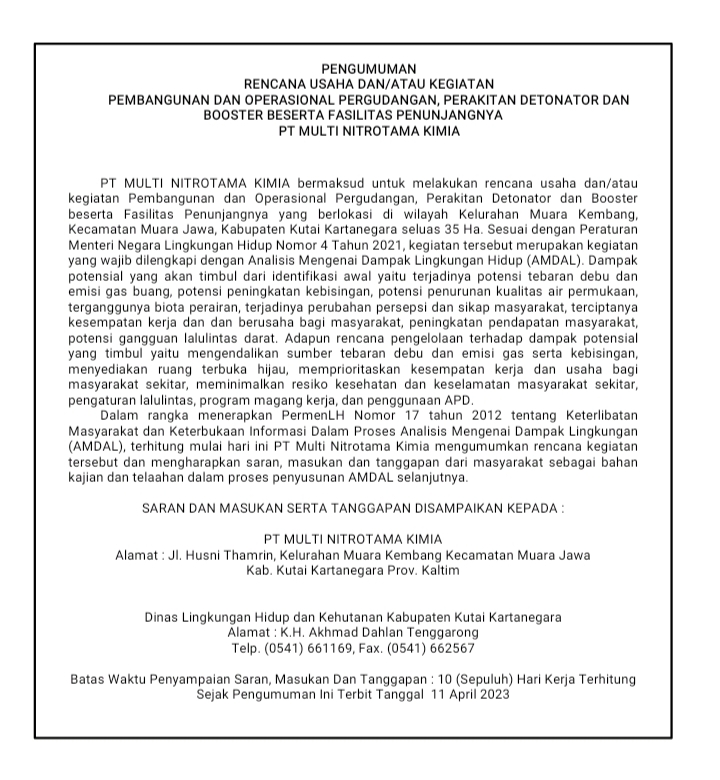 PENGUMUMAN
RENCANA USAHA DAN/ATAU KEGIATAN
PEMBANGUNAN DAN OPERASIONAL PERGUDANGAN, PERAKITAN DETONATOR DAN
BOOSTER BESERTA FASILITAS PENUNJANGNYA
PT MULTI NITROTAMA KIMIA
PT MULTI NITROTAMA KIMIA bermaksud untuk melakukan rencana usaha dan/atau
kegiatan Pembangunan dan Operasional Pergudangan, Perakitan Detonator dan Booster
beserta Fasilitas Penunjangnya yang berlokasi di wilayah Kelurahan Muara Kembang,
Kecamatan Muara Jawa, Kabupaten Kutai Kartanegara seluas 35 Ha. Sesuai dengan Peraturan
Menteri Negara Lingkungan Hidup Nomor 4 Tahun 2021, kegiatan tersebut merupakan kegiatan
yang wajib dilengkapi dengan Analisis Mengenai Dampak Lingkungan Hidup (AMDAL). Dampak
potensial yang akan timbul dari identifikasi awal yaitu terjadinya potensi tebaran debu dan
emisi gas buang, potensi peningkatan kebisingan, potensi penurunan kualitas air permukaan,
terganggunya biota perairan, terjadinya perubahan persepsi dan sikap masyarakat, terciptanya
kesempatan kerja dan dan berusaha bagi masyarakat, peningkatan pendapatan masyarakat,
potensi gangguan lalulintas darat. Adapun rencana pengelolaan terhadap dampak potensial
yang timbul yaitu mengendalikan sumber tebaran debu dan emisi gas serta kebisingan,
menyediakan ruang terbuka hijau, memprioritaskan kesempatan kerja dan usaha bagi
masyarakat sekitar, meminimalkan resiko kesehatan dan keselamatan masyarakat sekitar,
pengaturan lalulintas, program magang kerja, dan penggunaan APD.
Dalam rangka menerapkan PermenLH Nomor 17 tahun 2012 tentang Keterlibatan
Masyarakat dan Keterbukaan Informasi Dalam Proses Analisis Mengenai Dampak Lingkungan
(AMDAL), terhitung mulai hari ini PT Multi Nitrotama Kimia mengumumkan rencana kegiatan
tersebut dan mengharapkan saran, masukan dan tanggapan dari masyarakat sebagai bahan
kajian dan telaahan dalam proses penyusunan AMDAL selanjutnya.
SARAN DAN MASUKAN SERTA TANGGAPAN DISAMPAIKAN KEPADA :
PT MULTI NITROTAMA KIMIA
Alamat : Jl. Husni Thamrin, Kelurahan Muara Kembang Kecamatan Muara Jawa
Kab. Kutai Kartanegara Prov. Kaltim
Dinas Lingkungan Hidup dan Kehutanan Kabupaten Kutai Kartanegara
Alamat : K.H. Akhmad Dahlan Tenggarong
Telp. (0541) 661169, Fax. (0541) 662567
Batas Waktu Penyampaian Saran, Masukan Dan Tanggapan : 10 (Sepuluh) Hari Kerja Terhitung
Sejak Pengumuman Ini Terbit Tanggal 11 April 2023